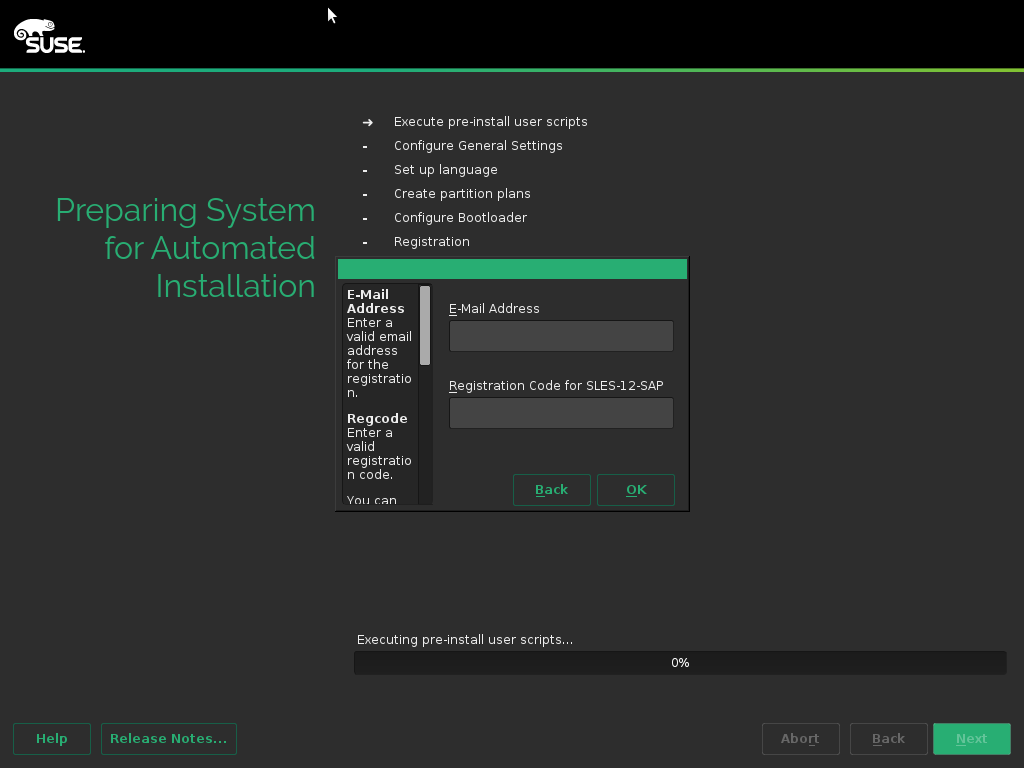 SUSE.
➔ Execute pre-install user scripts
- Configure General Settings
- Set up language
- Create partition plans
- Configure Bootloader
- Registration
Preparing System
for Automated
Installation
E-Mail
Address
Enter a
valid email
address
for the
registratio
n.
Regcode
Enter a
valid
registratio
n code.
You can
E-Mail Address
Registration Code for SLES-12-SAP
Back
OK
Executing pre-install user scripts...
0%
Help
Release Notes...
Abort
Back
Next